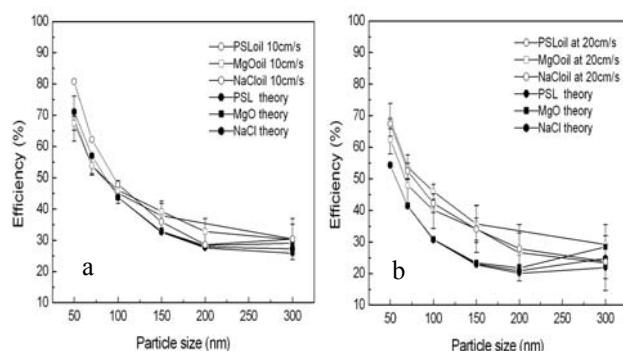 100
90
80
70
60
50
40
30
20
10
Efficiency (%)
PSLoil 10cm/s
MgOoil 10cm/s
NaCloil 10cm/s
PSL theory
MgO theory
NaCl theory
a
50 100 150 200 250 300
Particle size (nm)
100
90
80
70
60
50
40
30
20
10
Efficiency (%)
PSLoil at 20cm/s
MgOoil at 20cm/s
NaCloil at 20cm/s
PSL theory
MgO theory
NaCl theory
b
50 100 150 200 250 300
Particle size (nm)